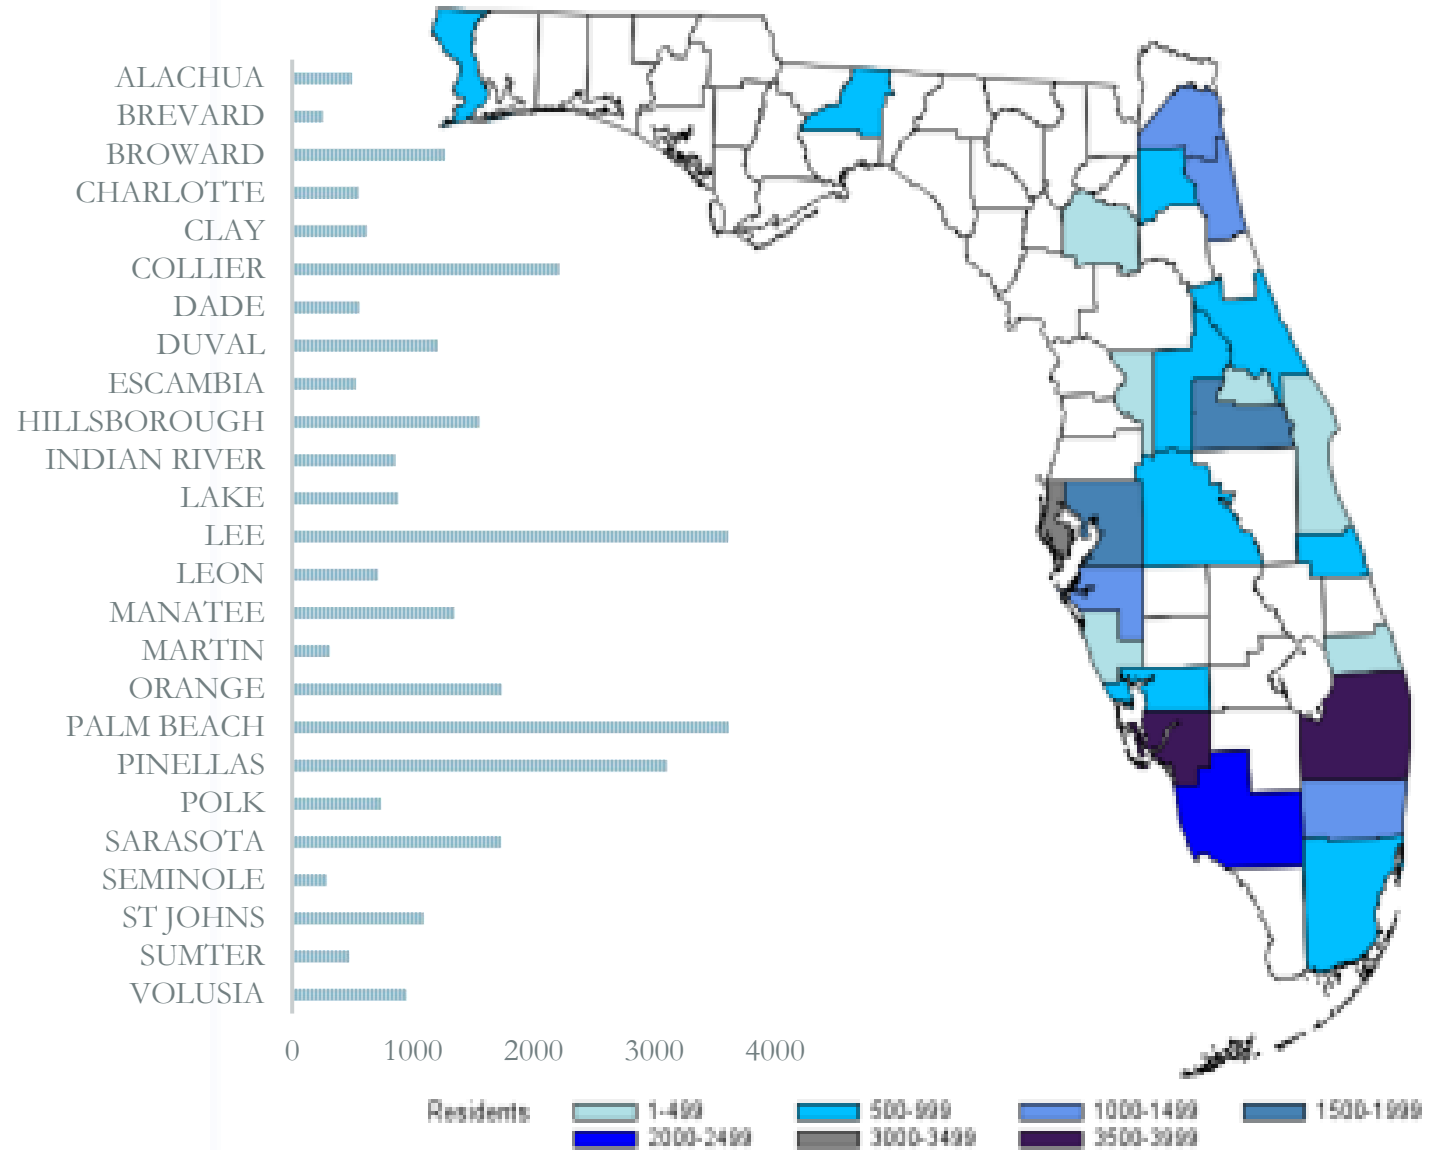 ALACHUA
BREVARD
BROWARD
CHARLOTTE
CLAY
COLLIER
DADE
DUVAL
ESCAMBIA
HILLSBOROUGH
INDIAN RIVER
LAKE
LEE
LEON
MANATEE
MARTIN
ORANGE
PALM BEACH
PINELLAS
POLK
SARASOTA
SEMINOLE
ST JOHNS
SUMTER
VOLUSIA
0 1000 2000 3000 4000
Residents 1-499 500-999 1000-1499 1500-1999
2000-2499 3000-3499 3500-3999